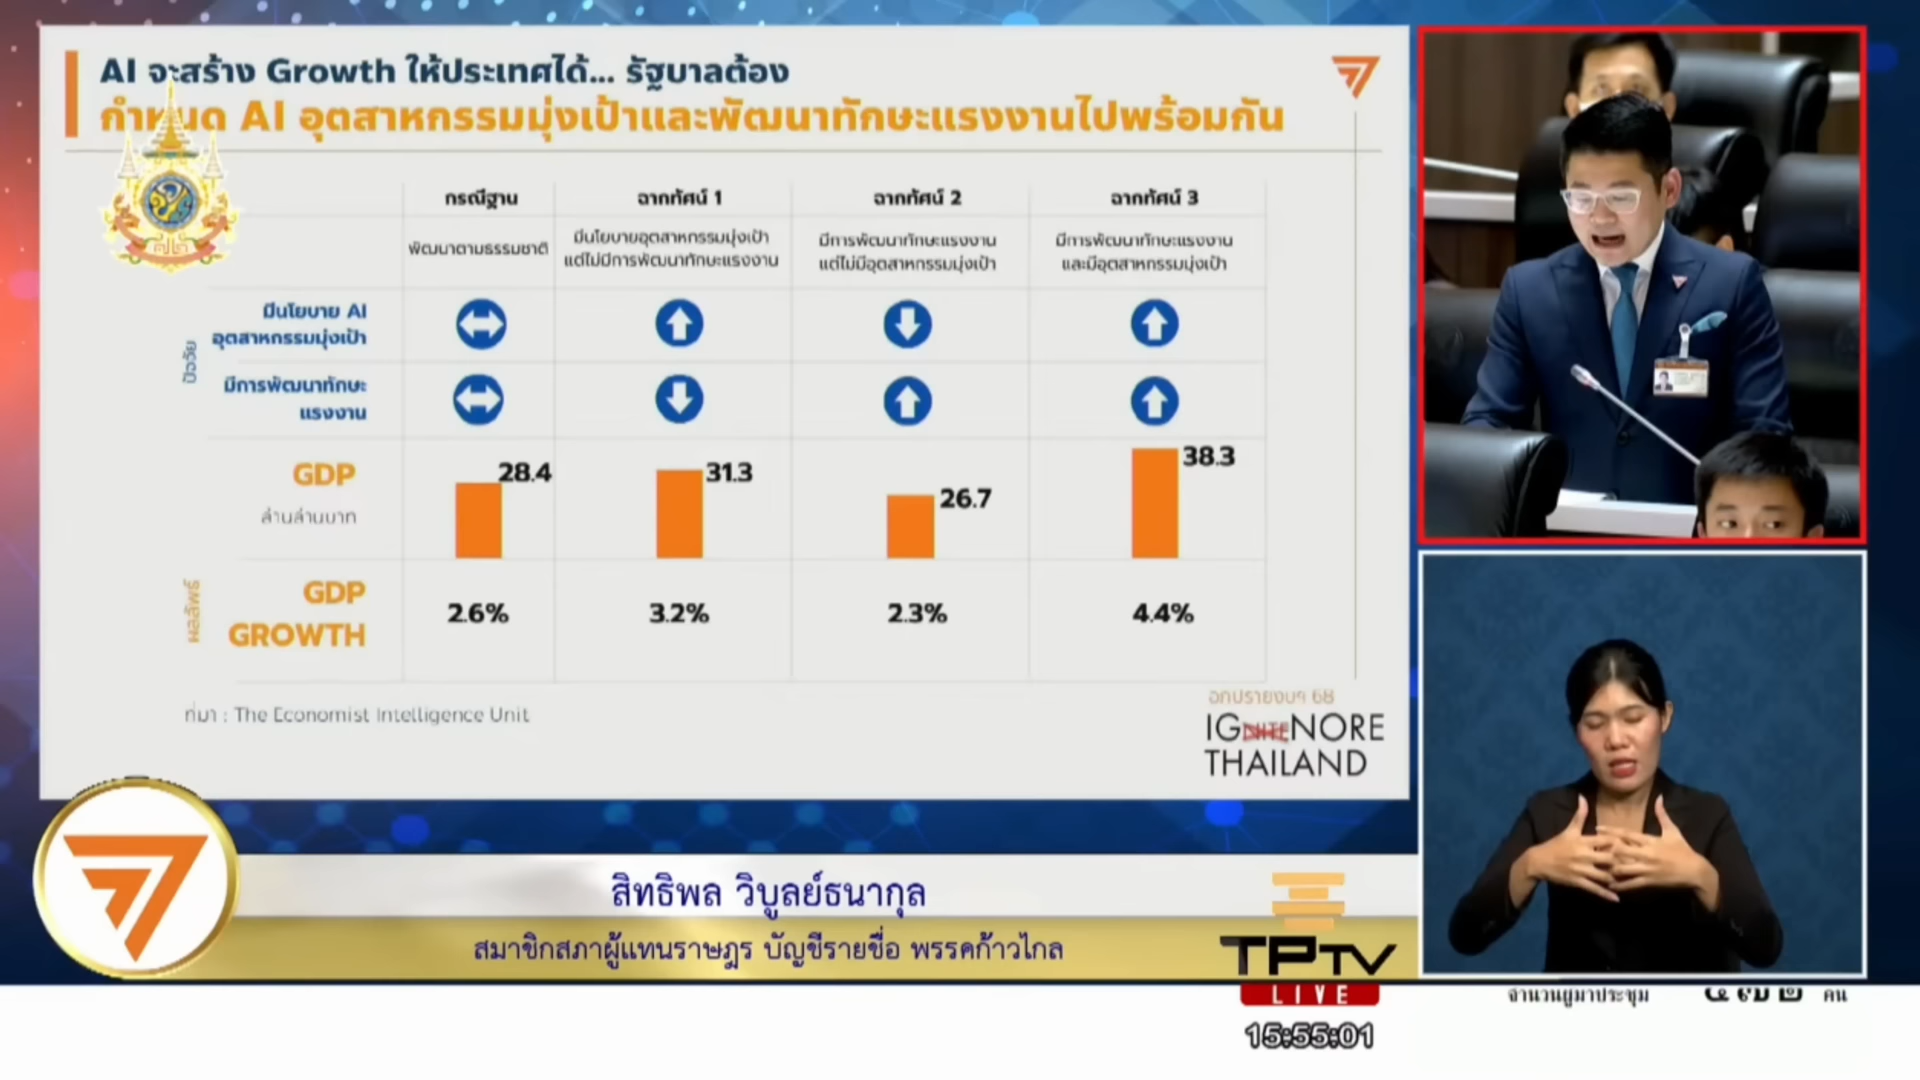 AI จะสร้าง Growth ให้ประเทศได้... รัฐบาลต้อง
กำหนด AI อุตสาหกรรมมุ่งเป้าและพัฒนาทักษะแรงงานไปพร้อมกัน
กรณีฐาน
ฉากทัศน์ 1
ฉากทัศน์ 2
ฉากทัศน์ 3
พัฒนาตามธรรมชาติ
มีนโยบายอุตสาหกรรมมุ่งเป้า
แต่ไม่มีการพัฒนาทักษะแรงงาน
มีการพัฒนาทักษะแรงงาน
แต่ไม่มีอุตสาหกรรมมุ่งเป้า
มีการพัฒนาทักษะแรงงาน
และมีอุตสาหกรรมมุ่งเป้า
ปัจจัย
มีนโยบาย AI
อุตสาหกรรมมุ่งเป้า
มีการพัฒนาทักษะ
แรงงาน
GDP
ล้านล้านบาท
28.4
31.3
26.7
38.3
ผลลัพธ์
GDP
GROWTH
2.6%
3.2%
2.3%
4.4%
ที่มา : The Economist Intelligence Unit
อภิปรายงบฯ 68
IGNITENORE
THAILAND
สิทธิพล วิบูลย์ธนากุล
สมาชิกสภาผู้แทนราษฎร บัญชีรายชื่อ พรรคก้าวไกล
TPTV
LIVE
15:55:01
จำนวนผู้มาประชุม
คน